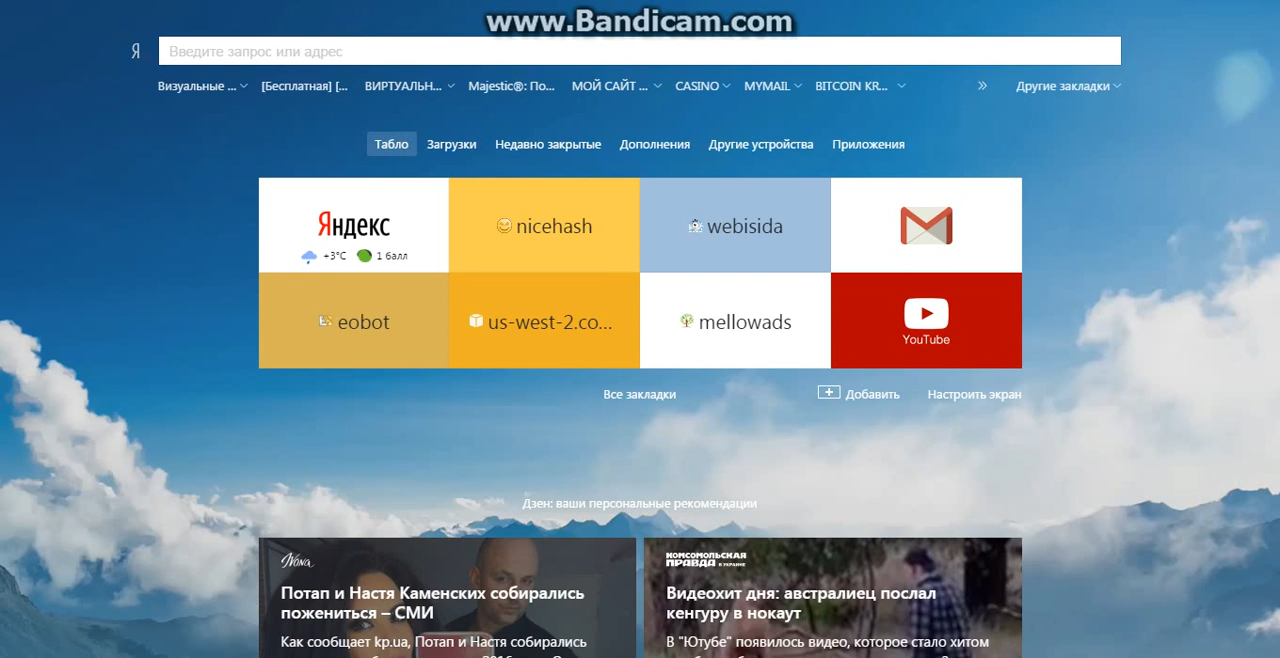 www.Bandicam.com
Я Введите запрос или адрес
Визуальные ... [Бесплатная] [... ВИРТУАЛЬН... Majestic®: По... МОЙ САЙТ ... CASINO MYMAIL BITCOIN KR... » Другие закладки
Табло Загрузки Недавно закрытые Дополнения Другие устройства Приложения
Яндекс nicehash webisida
+3°C 1 балл
eobot us-west-2.co... mellowads YouTube
Все закладки Добавить Настроить экран
Дзен: ваши персональные рекомендации
Ivona
Потап и Настя Каменских собирались
пожениться – СМИ
Как сообщает kp.ua, Потап и Настя собирались
КОМСОМОЛЬСКАЯ
ПРАВДА В УКРАИНЕ
Видеохит дня: австралиец послал
кенгуру в нокаут
В "Ютубе" появилось видео, которое стало хитом